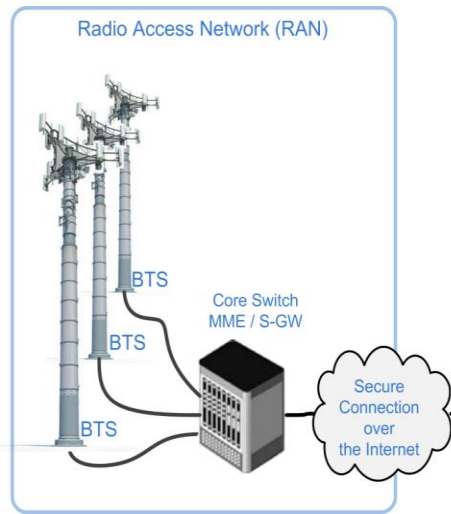 Radio Access Network (RAN)
BTS
Core Switch
MME / S-GW
BTS
Secure
Connection
over
the Internet
BTS